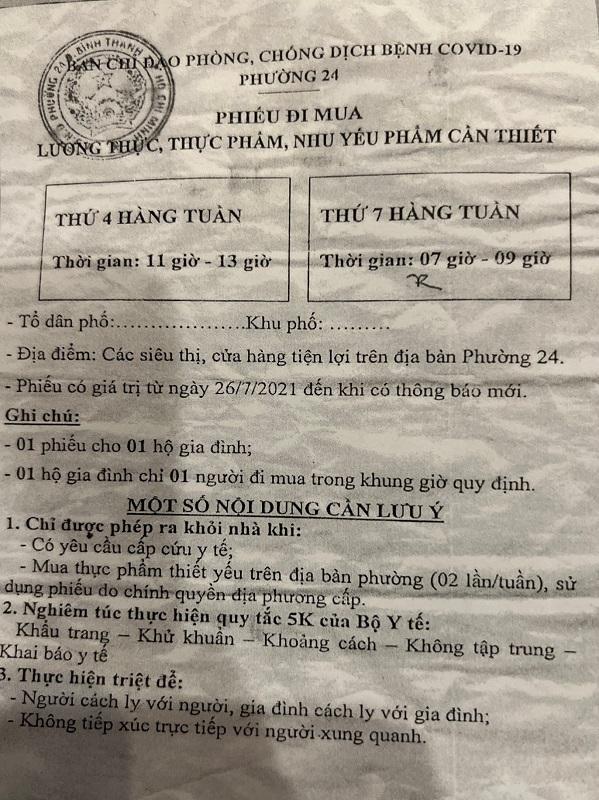 BAN CHỈ ĐẠO PHÒNG, CHỐNG DỊCH BỆNH COVID-19
PHƯỜNG 24
PHIẾU ĐI MUA
LƯƠNG THỰC, THỰC PHẨM, NHU YẾU PHẨM CẦN THIẾT
THỨ 4 HÀNG TUẦN
Thời gian: 11 giờ - 13 giờ
THỨ 7 HÀNG TUẦN
Thời gian: 07 giờ - 09 giờ
- Tổ dân phố:....................Khu phố: .........
- Địa điểm: Các siêu thị, cửa hàng tiện lợi trên địa bàn Phường 24.
- Phiếu có giá trị từ ngày 26/7/2021 đến khi có thông báo mới.
Ghi chú:
- 01 phiếu cho 01 hộ gia đình;
- 01 hộ gia đình chỉ 01 người đi mua trong khung giờ quy định.
MỘT SỐ NỘI DUNG CẦN LƯU Ý
1. Chỉ được phép ra khỏi nhà khi:
- Có yêu cầu cấp cứu y tế;
- Mua thực phẩm thiết yếu trên địa bàn phường (02 lần/tuần), sử
dụng phiếu do chính quyền địa phương cấp.
2. Nghiêm túc thực hiện quy tắc 5K của Bộ Y tế:
Khẩu trang – Khử khuẩn – Khoảng cách – Không tập trung –
Khai báo y tế
3. Thực hiện triệt để:
- Người cách ly với người, gia đình cách ly với gia đình;
- Không tiếp xúc trực tiếp với người xung quanh.